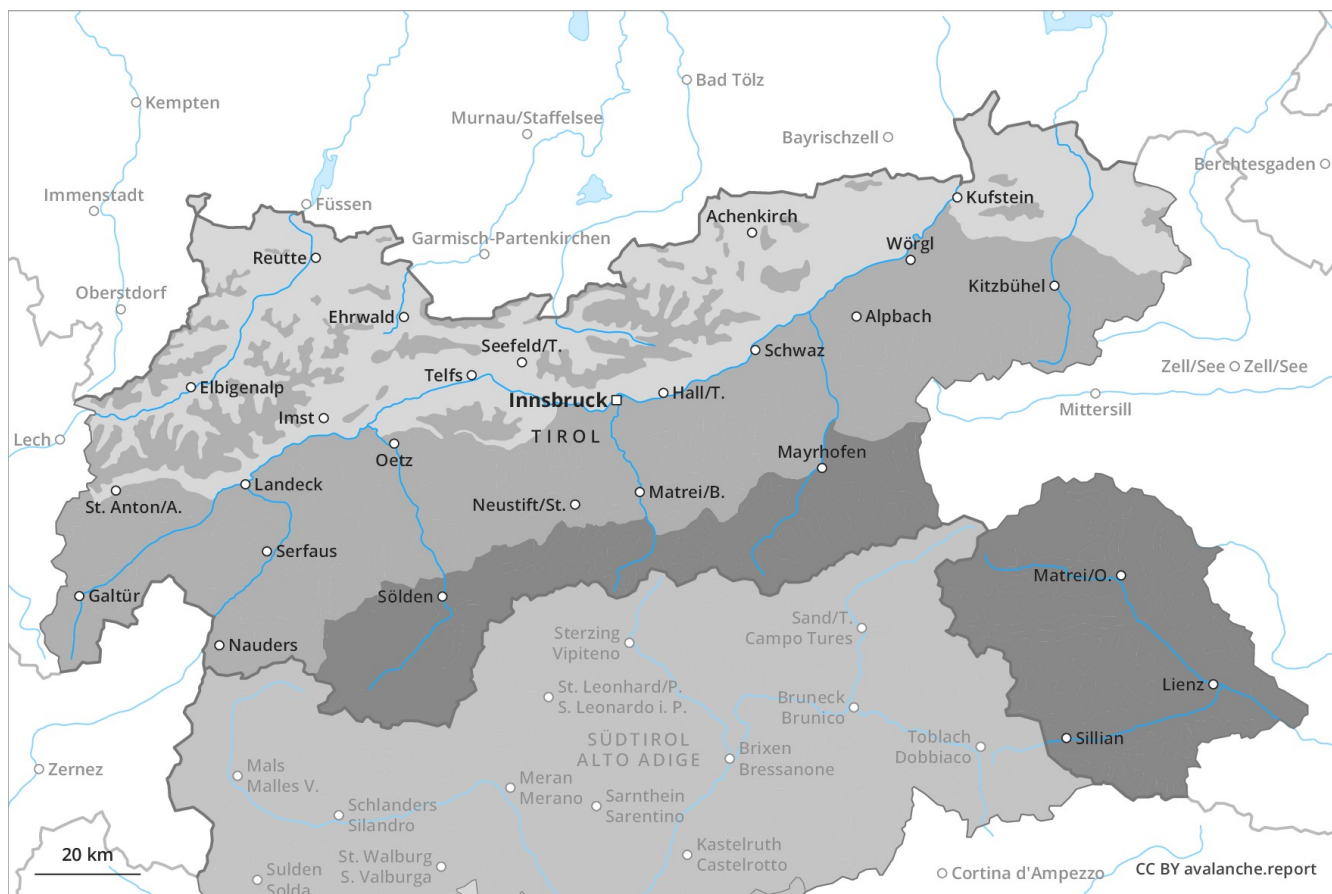 Bad Tölz
Kempten
Murnau/Staffelsee
Bayrischzell
Berchtesgaden
Immenstadt
Füssen
Kufstein
Achenkirch
Garmisch-Partenkirchen
Wörgl
Reutte
Oberstdorf
Kitzbühel
Ehrwald
Alpbach
Seefeld/T.
Schwaz
Zell/See
Zell/See
Telfs
Elbigenalp
Hall/T.
Innsbruck
Mittersill
Imst
Lech
TIROL
Oetz
Mayrhofen
Landeck
Matrei/B.
St. Anton/A.
Neustift/St.
Serfaus
Matrei/O.
Galtür
Sölden
Sand/T.
Campo Tures
Sterzing
Vipiteno
Nauders
Lienz
St. Leonhard/P.
S. Leonardo i. P.
Bruneck
Brunico
Toblach
Dobbiaco
Sillian
SÜDTIROL
ALTO ADIGE
Brixen
Bressanone
Zernez
Mals
Malles V.
Meran
Merano
Sarnthein
Sarentino
Schlanders
Silandro
Kastelruth
Castelrotto
20 km
St. Walburg
S. Valburga
Sulden
Solda
Cortina d'Ampezzo
CC BY avalanche.report